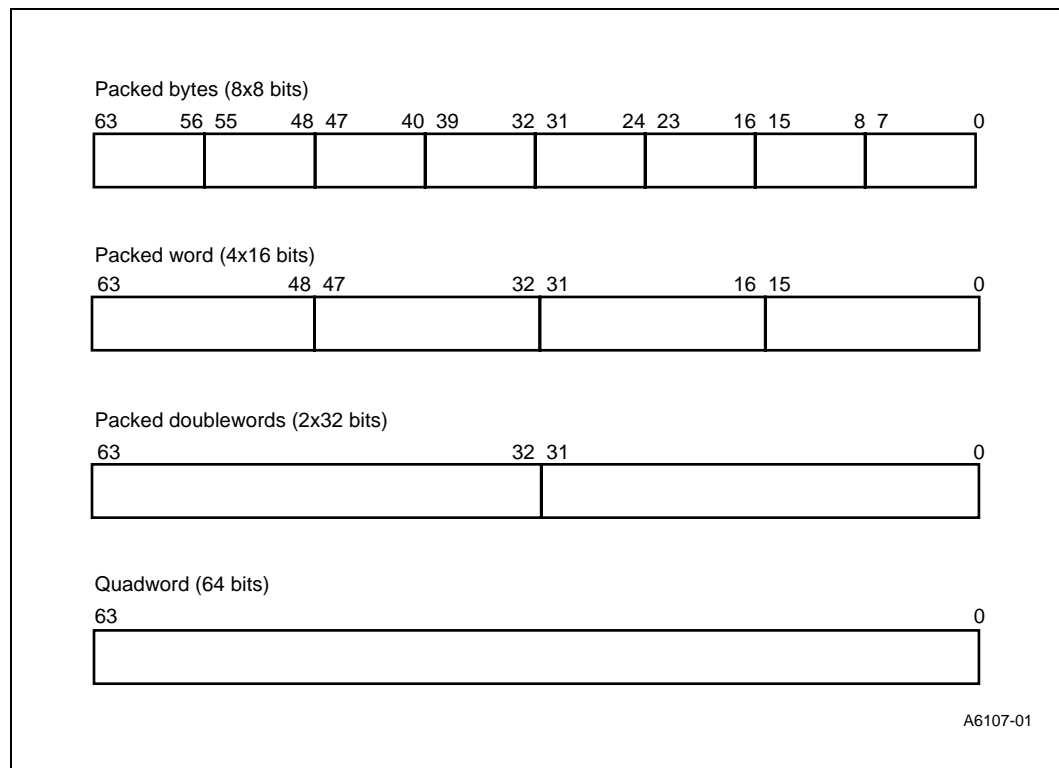 Packed bytes (8x8 bits)
63 56 55 48 47 40 39 32 31 24 23 16 15 8 7 0
Packed word (4x16 bits)
63 48 47 32 31 16 15 0
Packed doublewords (2x32 bits)
63 32 31 0
Quadword (64 bits)
63 0
A6107-01